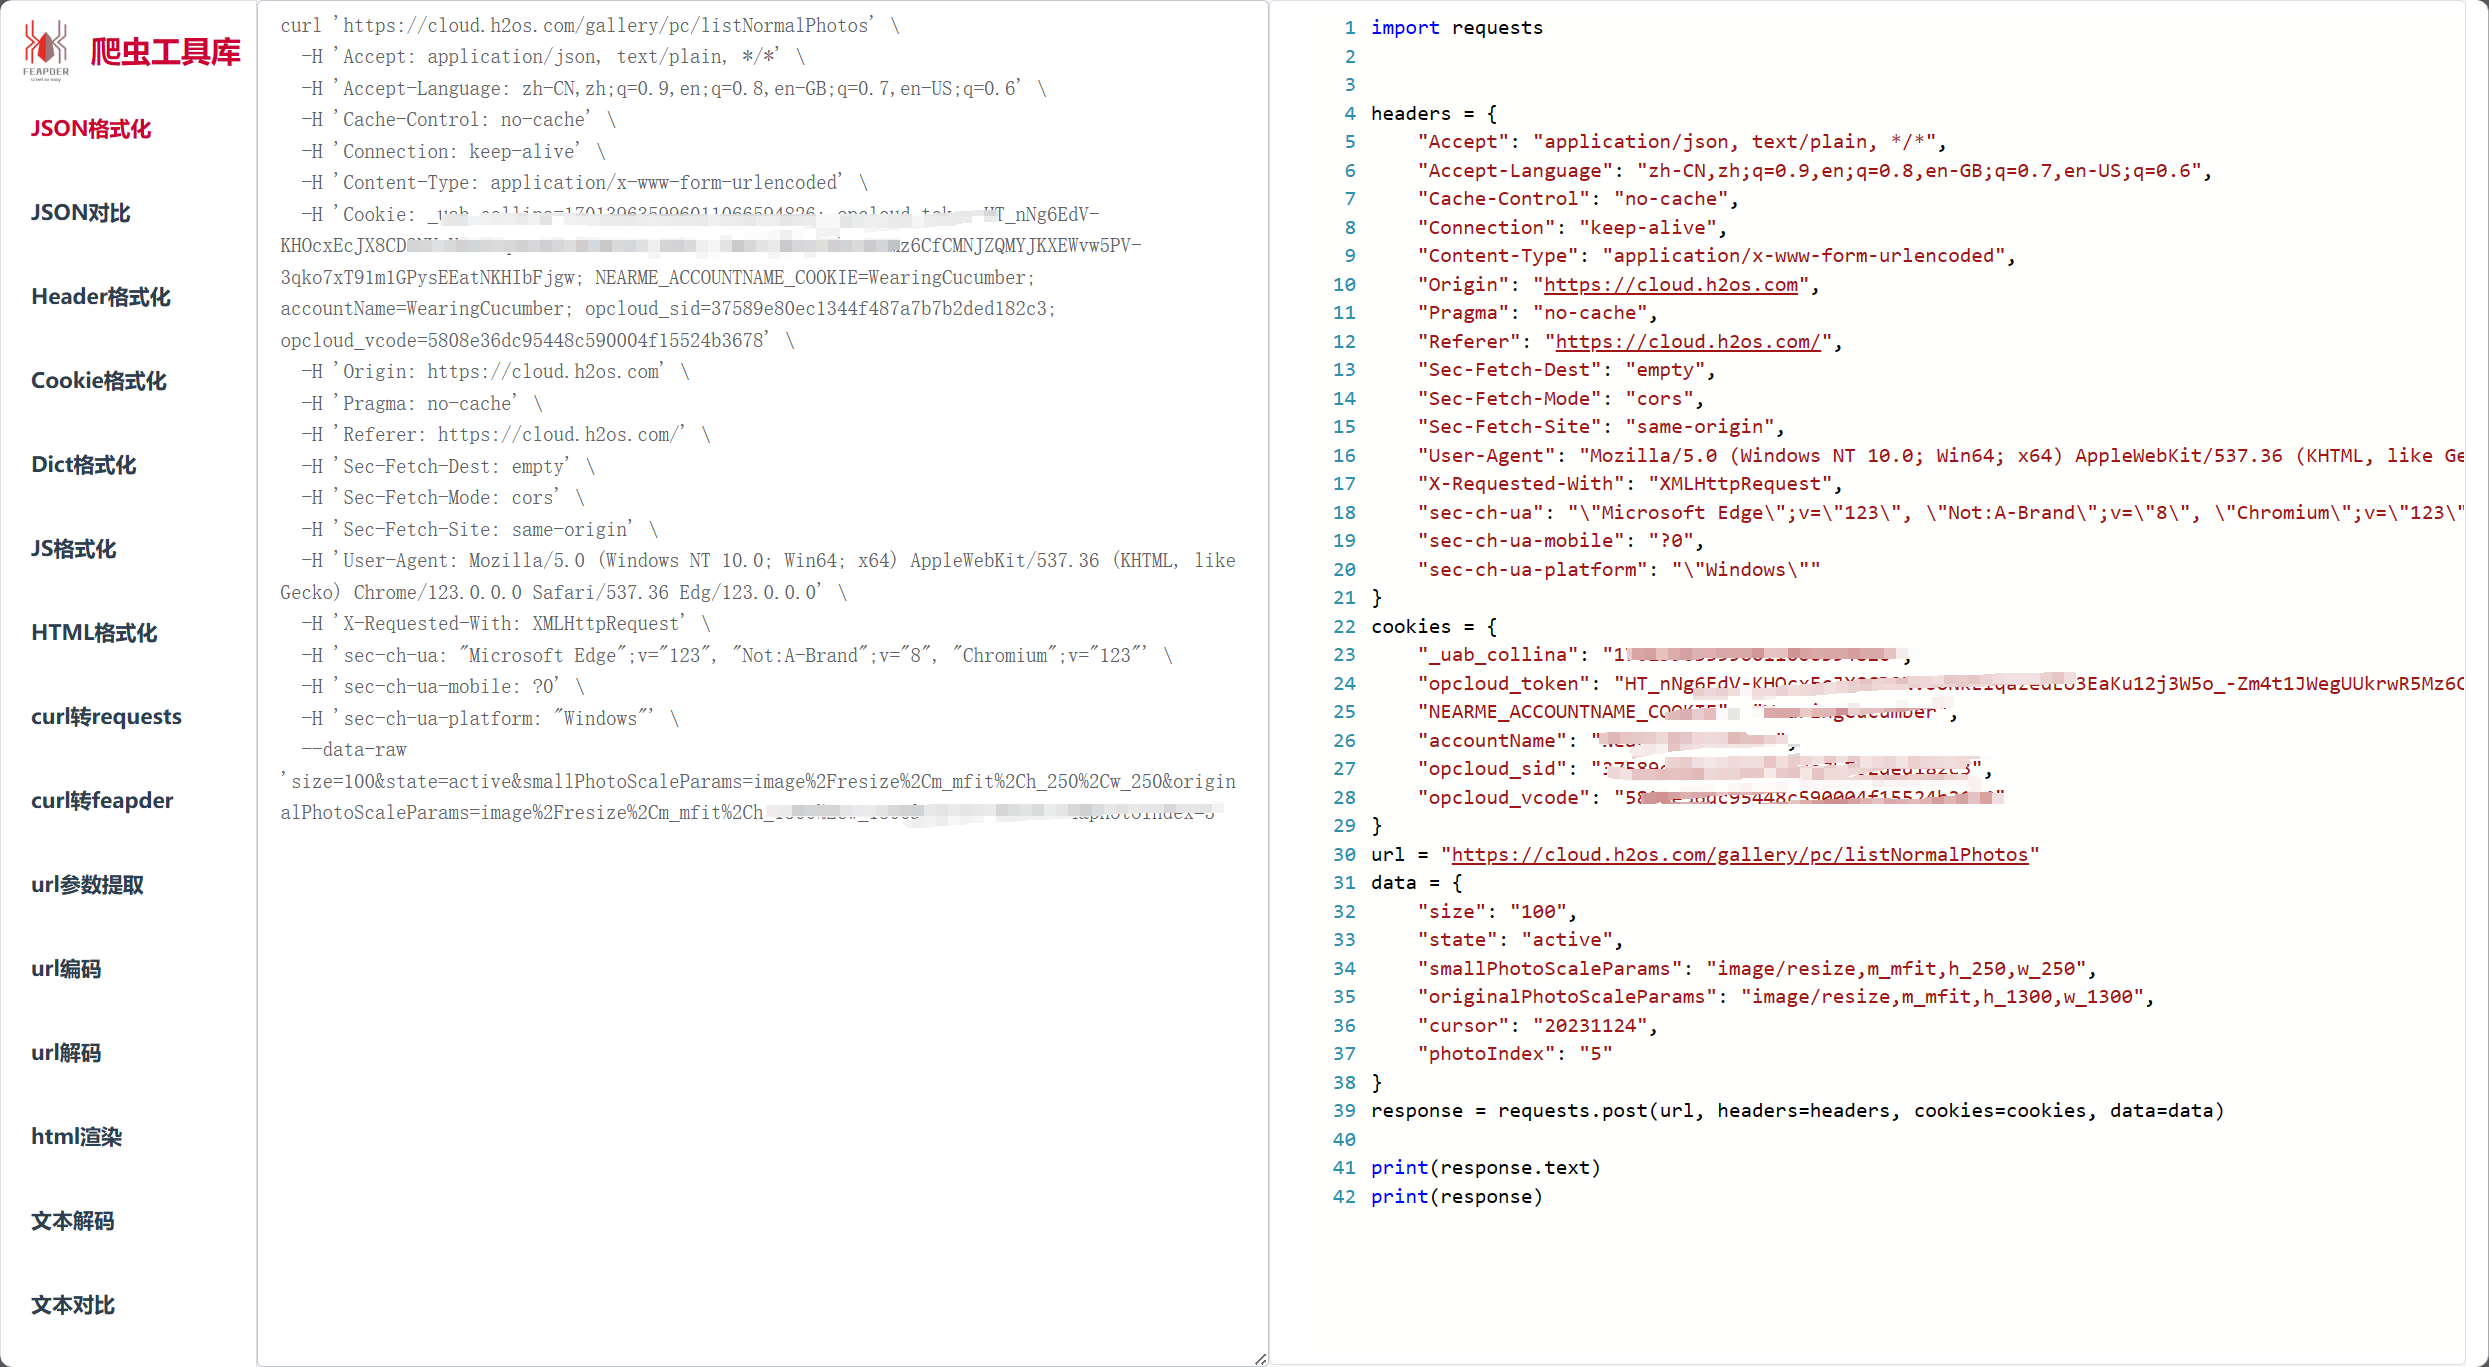 FEAPDER
crawl so easy
爬虫工具库
JSON格式化
JSON对比
Header格式化
Cookie格式化
Dict格式化
JS格式化
HTML格式化
curl转requests
curl转feapder
url参数提取
url编码
url解码
html渲染
文本解码
文本对比
curl 'https://cloud.h2os.com/gallery/pc/listNormalPhotos' \
-H 'Accept: application/json, text/plain, */*' \
-H 'Accept-Language: zh-CN,zh;q=0.9,en;q=0.8,en-GB;q=0.7,en-US;q=0.6' \
-H 'Cache-Control: no-cache' \
-H 'Connection: keep-alive' \
-H 'Content-Type: application/x-www-form-urlencoded' \
-H 'Cookie:
3qko7xT91mlGPysEEatNKHIbFjgw; NEARME_ACCOUNTNAME_COOKIE=WearingCucumber;
accountName=WearingCucumber; opcloud_sid=37589e80ec1344f487a7b7b2ded182c3;
opcloud_vcode=5808e36dc95448c590004f15524b3678' \
-H 'Origin: https://cloud.h2os.com' \
-H 'Pragma: no-cache' \
-H 'Referer: https://cloud.h2os.com/' \
-H 'Sec-Fetch-Dest: empty' \
-H 'Sec-Fetch-Mode: cors' \
-H 'Sec-Fetch-Site: same-origin' \
-H 'User-Agent: Mozilla/5.0 (Windows NT 10.0; Win64; x64) AppleWebKit/537.36 (KHTML, like
Gecko) Chrome/123.0.0.0 Safari/537.36 Edg/123.0.0.0' \
-H 'X-Requested-With: XMLHttpRequest' \
-H 'sec-ch-ua: "Microsoft Edge";v="123", "Not:A-Brand";v="8", "Chromium";v="123"' \
-H 'sec-ch-ua-mobile: ?0' \
-H 'sec-ch-ua-platform: "Windows"' \
--data-raw
'size=100&state=active&smallPhotoScaleParams=image%2Fresize%2Cm_mfit%2Ch_250%2Cw_250&origin
alPhotoScaleParams=image%2Fresize%2Cm_mfit%2Ch_
1 import requests
2
3
4 headers = {
5 "Accept": "application/json, text/plain, */*",
6 "Accept-Language": "zh-CN,zh;q=0.9,en;q=0.8,en-GB;q=0.7,en-US;q=0.6",
7 "Cache-Control": "no-cache",
8 "Connection": "keep-alive",
9 "Content-Type": "application/x-www-form-urlencoded",
10 "Origin": "https://cloud.h2os.com",
11 "Pragma": "no-cache",
12 "Referer": "https://cloud.h2os.com/",
13 "Sec-Fetch-Dest": "empty",
14 "Sec-Fetch-Mode": "cors",
15 "Sec-Fetch-Site": "same-origin",
16 "User-Agent": "Mozilla/5.0 (Windows NT 10.0; Win64; x64) AppleWebKit/537.36 (KHTML, like Ge
17 "X-Requested-With": "XMLHttpRequest",
18 "sec-ch-ua": "\"Microsoft Edge\";v=\"123\", \"Not:A-Brand\";v=\"8\", \"Chromium\";v=\"123\"
19 "sec-ch-ua-mobile": "?0",
20 "sec-ch-ua-platform": "\"Windows\""
21 }
22 cookies = {
23 "_uab_collina":
24 "opcloud_token":
25
26 "accountName":
27 "opcloud_sid":
28 "opcloud_vcode":
29 }
30 url = "https://cloud.h2os.com/gallery/pc/listNormalPhotos"
31 data = {
32 "size": "100",
33 "state": "active",
34 "smallPhotoScaleParams": "image/resize,m_mfit,h_250,w_250",
35 "originalPhotoScaleParams": "image/resize,m_mfit,h_1300,w_1300",
36 "cursor": "20231124",
37 "photoIndex": "5"
38 }
39 response = requests.post(url, headers=headers, cookies=cookies, data=data)
40
41 print(response.text)
42 print(response)